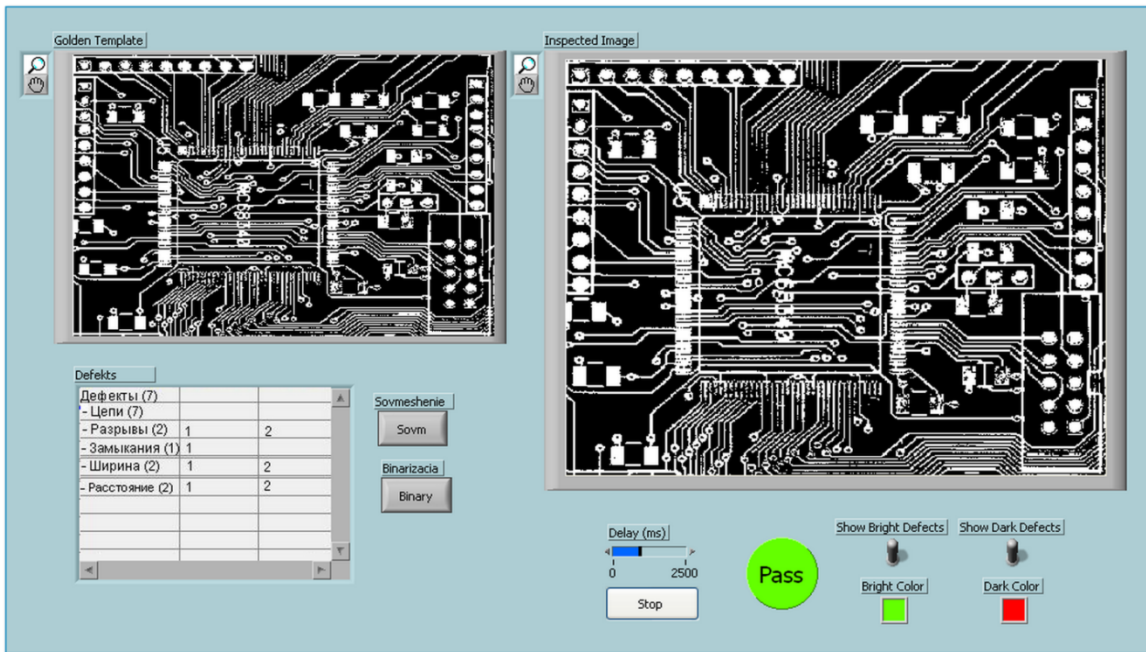 Golden Template
Inspected Image
Defekts
Дефекты (7)
- Цепи (7)
- Разрывы (2) 1 2
- Замыкания (1) 1
- Ширина (2) 1 2
- Расстояние (2) 1 2
Sovmeshenie
Sovm
Binarizacia
Binary
Delay (ms)
0 2500
Stop
Pass
Show Bright Defects
Show Dark Defects
Bright Color
Dark Color